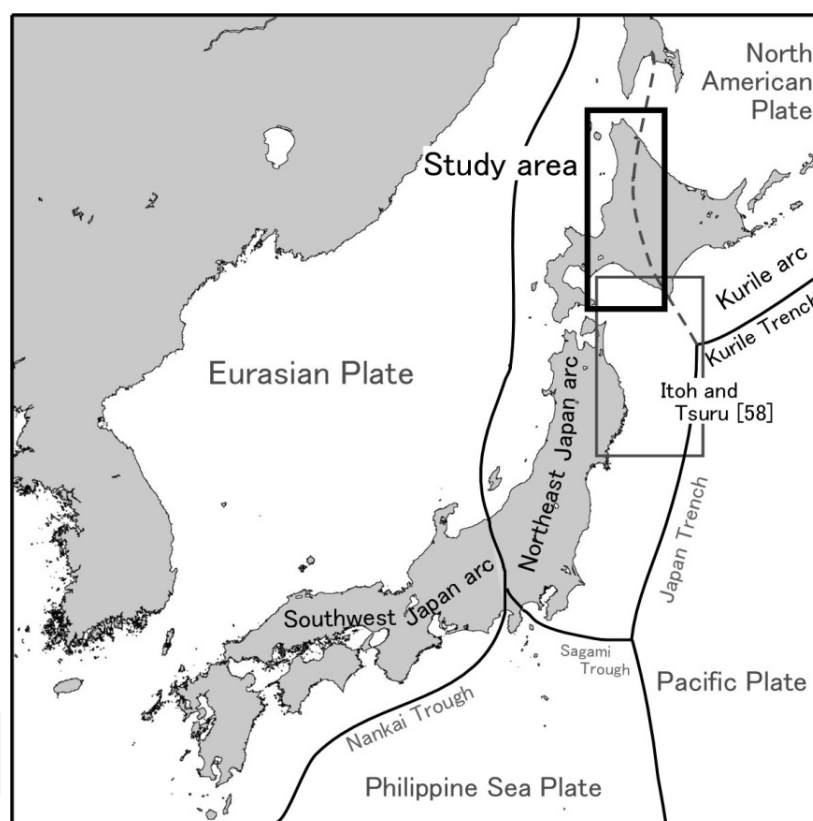 North
American
Plate
Study area
Kurile arc
Kurile Trench
Eurasian Plate
Itoh and
Tsuru [58]
Northeast Japan arc
Japan Trench
Southwest Japan arc
Sagami
Trough
Pacific Plate
Nankai Trough
Philippine Sea Plate